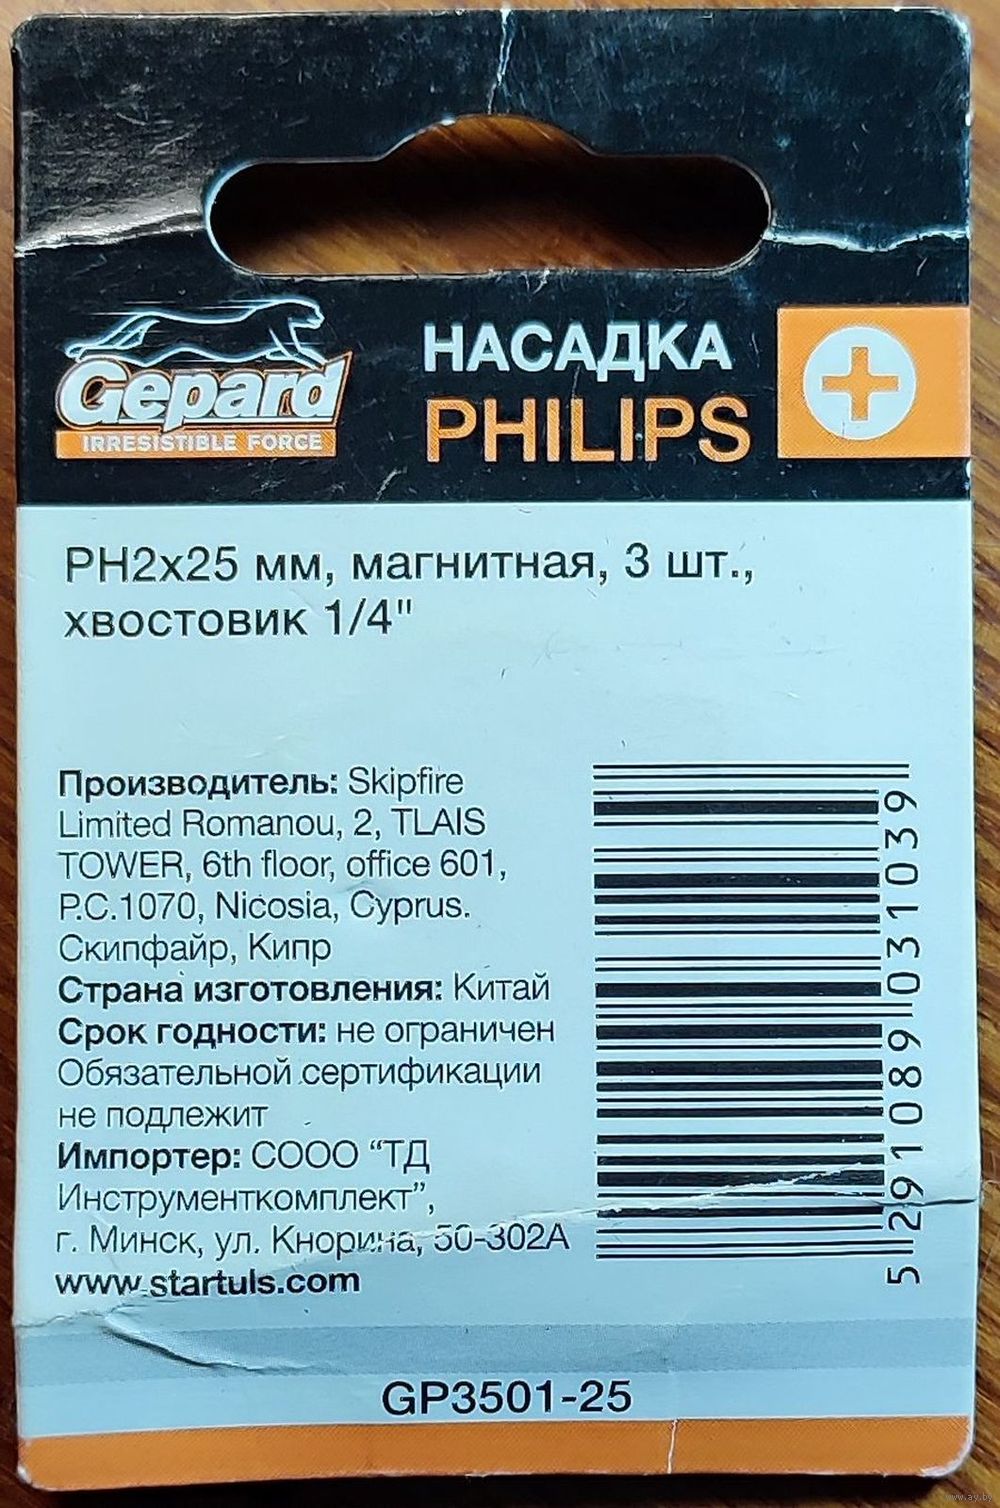 Gepard
IRRESISTIBLE FORCE
НАСАДКА
PHILIPS
PH2x25 мм, магнитная, 3 шт.,
хвостовик 1/4"
Производитель: Skipfire
Limited Romanou, 2, TLAIS
TOWER, 6th floor, office 601,
P.C.1070, Nicosia, Cyprus.
Скипфайр, Кипр
Страна изготовления: Китай
Срок годности: не ограничен
Обязательной сертификации
не подлежит
Импортер: СООО “ТД
Инструменткомплект”,
г. Минск, ул. Кнорина, 50-302А
www.startuls.com
5 291089 031039
GP3501-25
www.ay.by